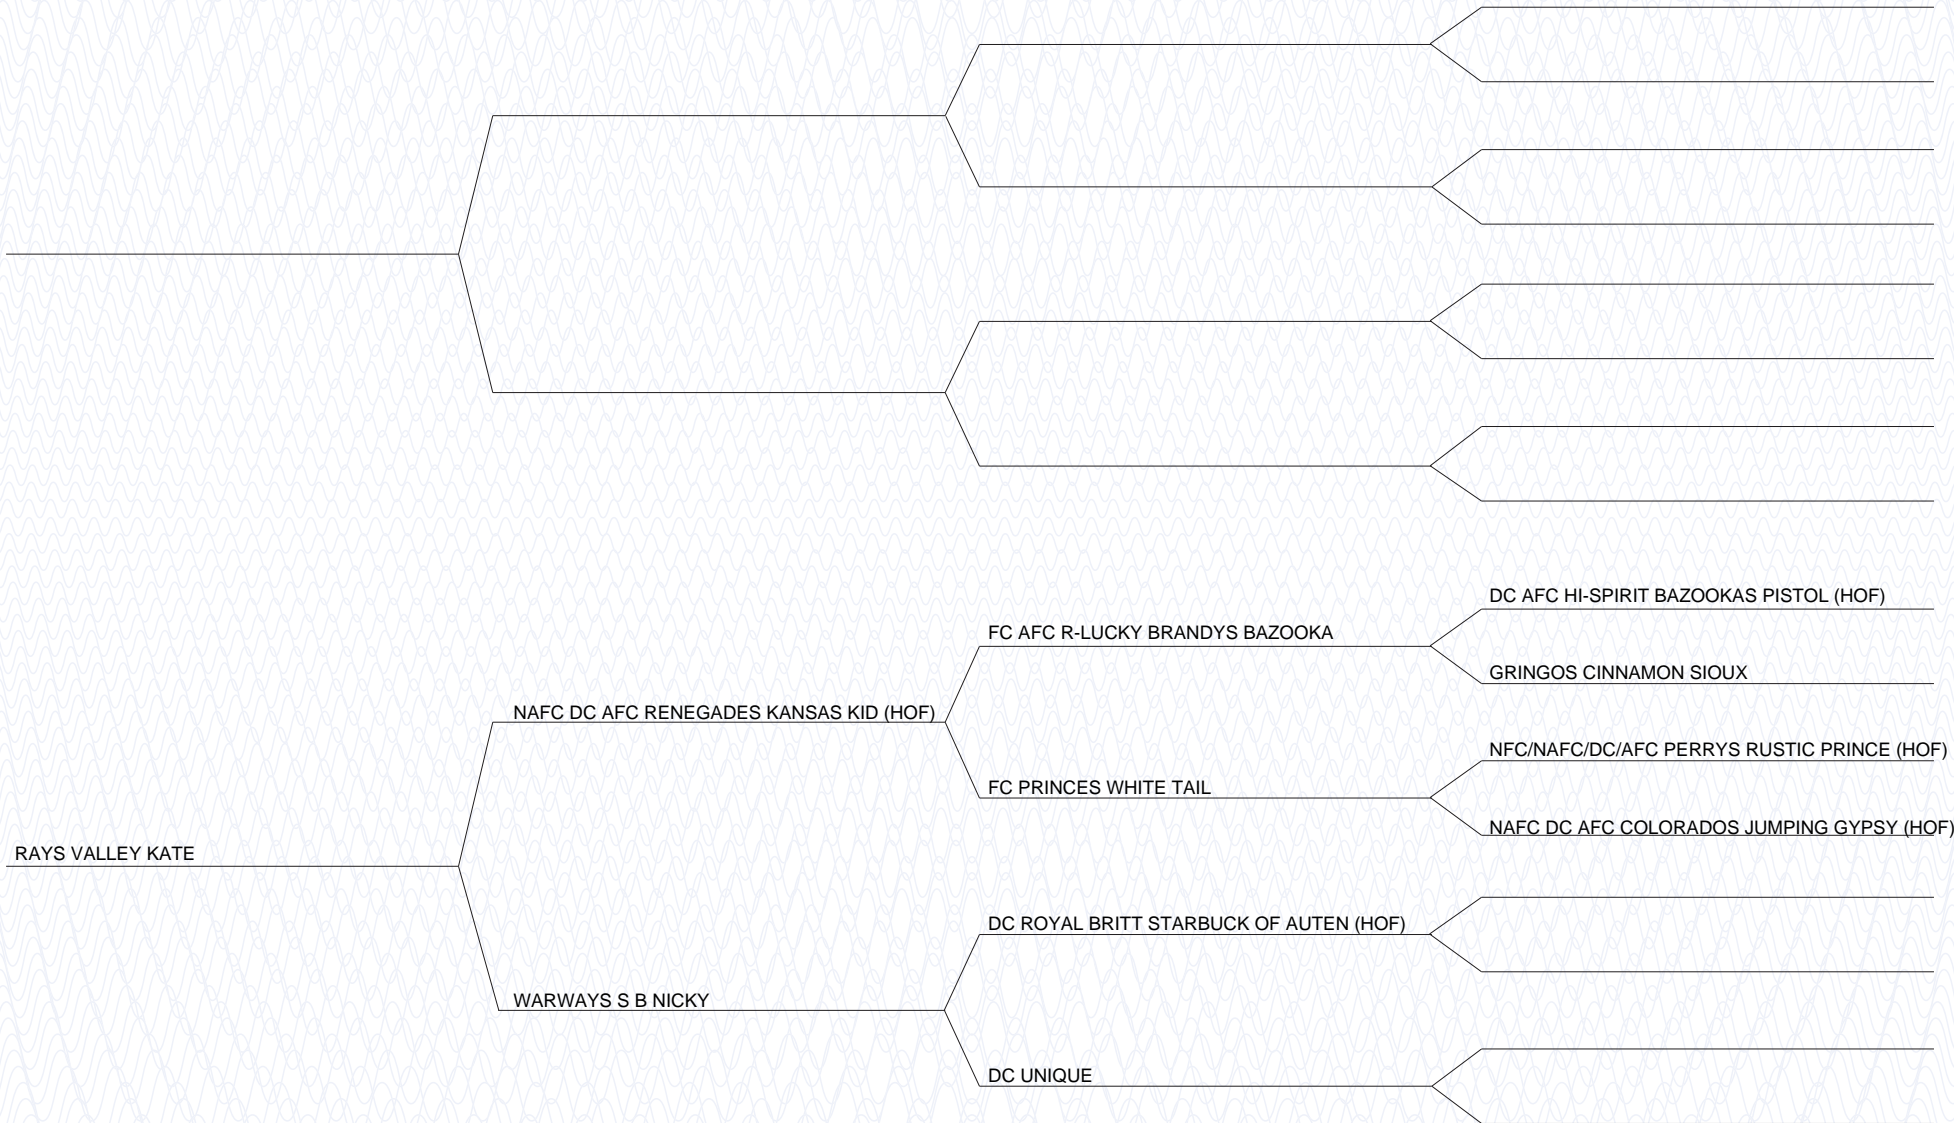 DC AFC HI-SPIRIT BAZOOKAS PISTOL (HOF)
FC AFC R-LUCKY BRANDYS BAZOOKA
GRINGOS CINNAMON SIOUX
NAFC DC AFC RENEGADES KANSAS KID (HOF)
NFC/NAFC/DC/AFC PERRYS RUSTIC PRINCE (HOF)
FC PRINCES WHITE TAIL
NAFC DC AFC COLORADOS JUMPING GYPSY (HOF)
RAYS VALLEY KATE
DC ROYAL BRITT STARBUCK OF AUTEN (HOF)
WARWAYS S B NICKY
DC UNIQUE